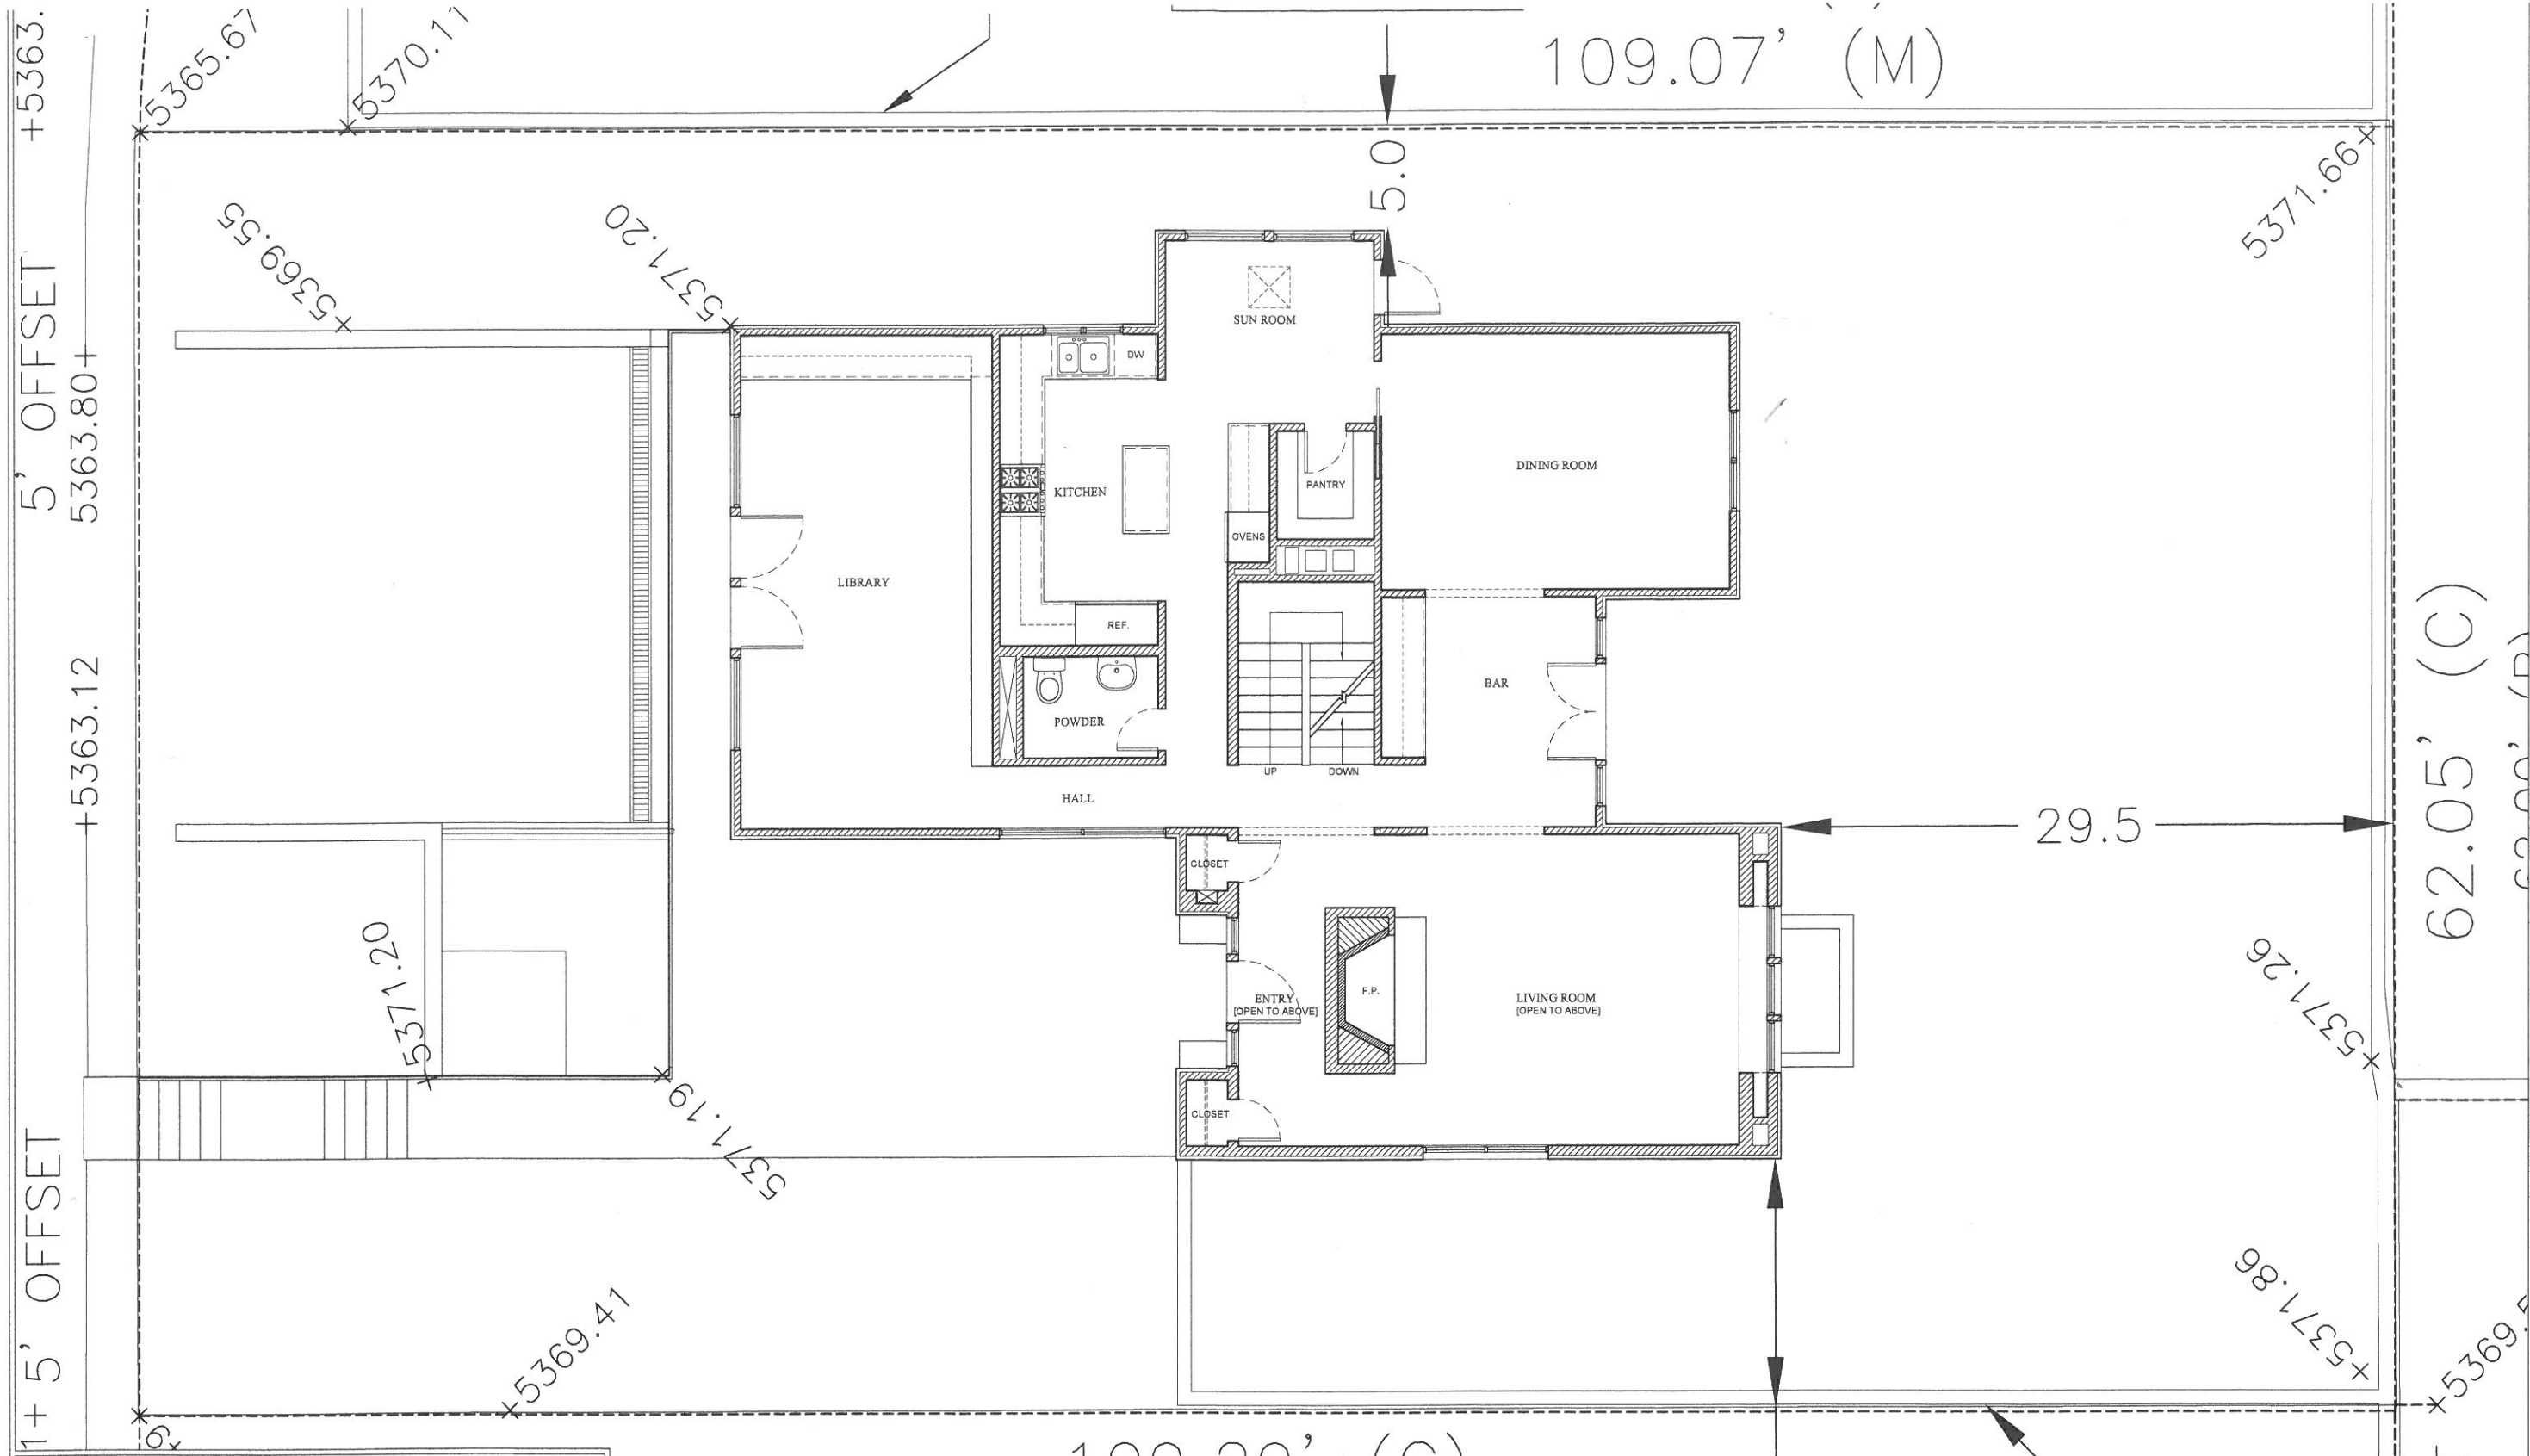 +5363.
5365.67
5370.11
109.07' (M)
5.0
5371.66
5369.55
5371.20
5' OFFSET
5363.80
SUN ROOM
DW
KITCHEN
DINING ROOM
PANTRY
OVENS
LIBRARY
REF.
62.05' (C)
+5363.12
BAR
POWDER
UP
DOWN
HALL
29.5
CLOSET
5371.20
ENTRY
[OPEN TO ABOVE]
F.P.
LIVING ROOM
[OPEN TO ABOVE]
5371.26
5371.19
CLOSET
1+ 5' OFFSET
+5369.41
5371.86
+5369.5